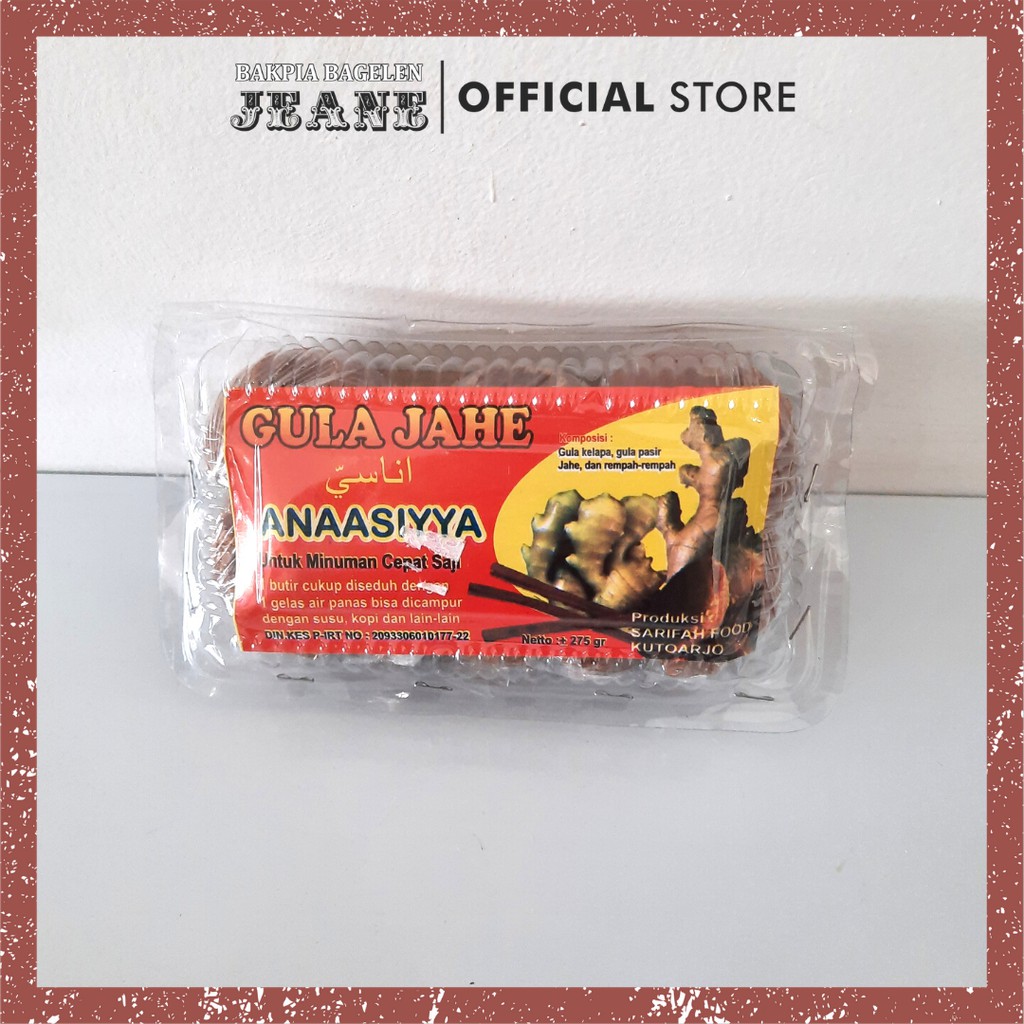 BAKPIA BAGELEN
JEANE
OFFICIAL STORE
GULA JAHE
اناسيّ
ANAASIYYA
Untuk Minuman Cepat Saji
butir cukup diseduh dengan
gelas air panas bisa dicampur
dengan susu, kopi dan lain-lain
DIN.KES P-IRT NO : 2093306010177-22
Netto :± 275 gr
Komposisi :
Gula kelapa, gula pasir
Jahe, dan rempah-rempah
Produksi :
SARIFAH FOOD
KUTOARJO